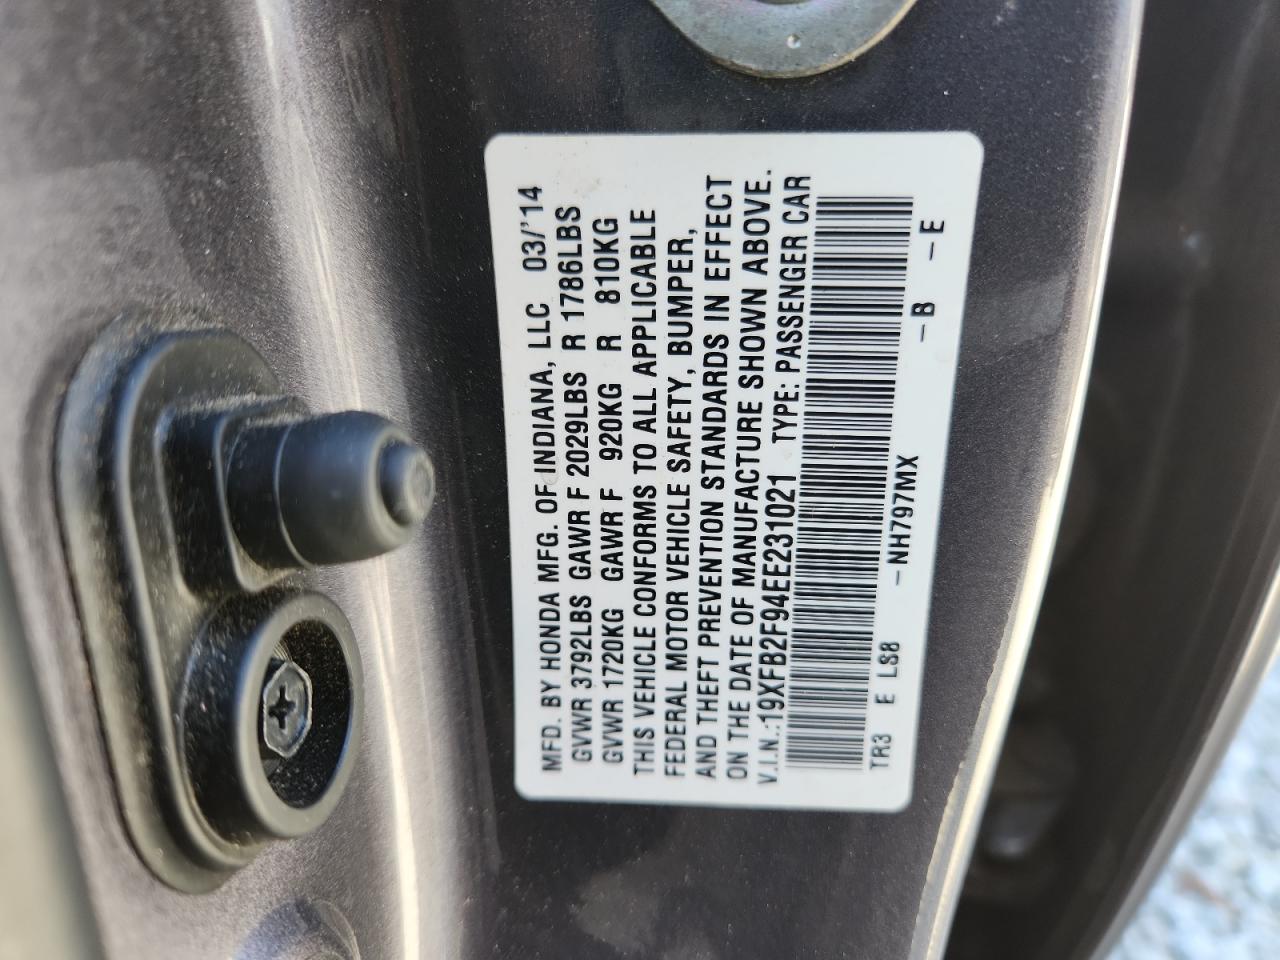 MFD. BY HONDA MFG. OF INDIANA, LLC 03/'14
GVWR 3792LBS GAWR F 2029LBS R 1786LBS
GVWR 1720KG GAWR F 920KG R 810KG
THIS VEHICLE CONFORMS TO ALL APPLICABLE
FEDERAL MOTOR VEHICLE SAFETY, BUMPER,
AND THEFT PREVENTION STANDARDS IN EFFECT
ON THE DATE OF MANUFACTURE SHOWN ABOVE.
V.I.N.:19XFB2F94EE231021 TYPE: PASSENGER CAR
TR3 E LS8 -NH797MX -B -E